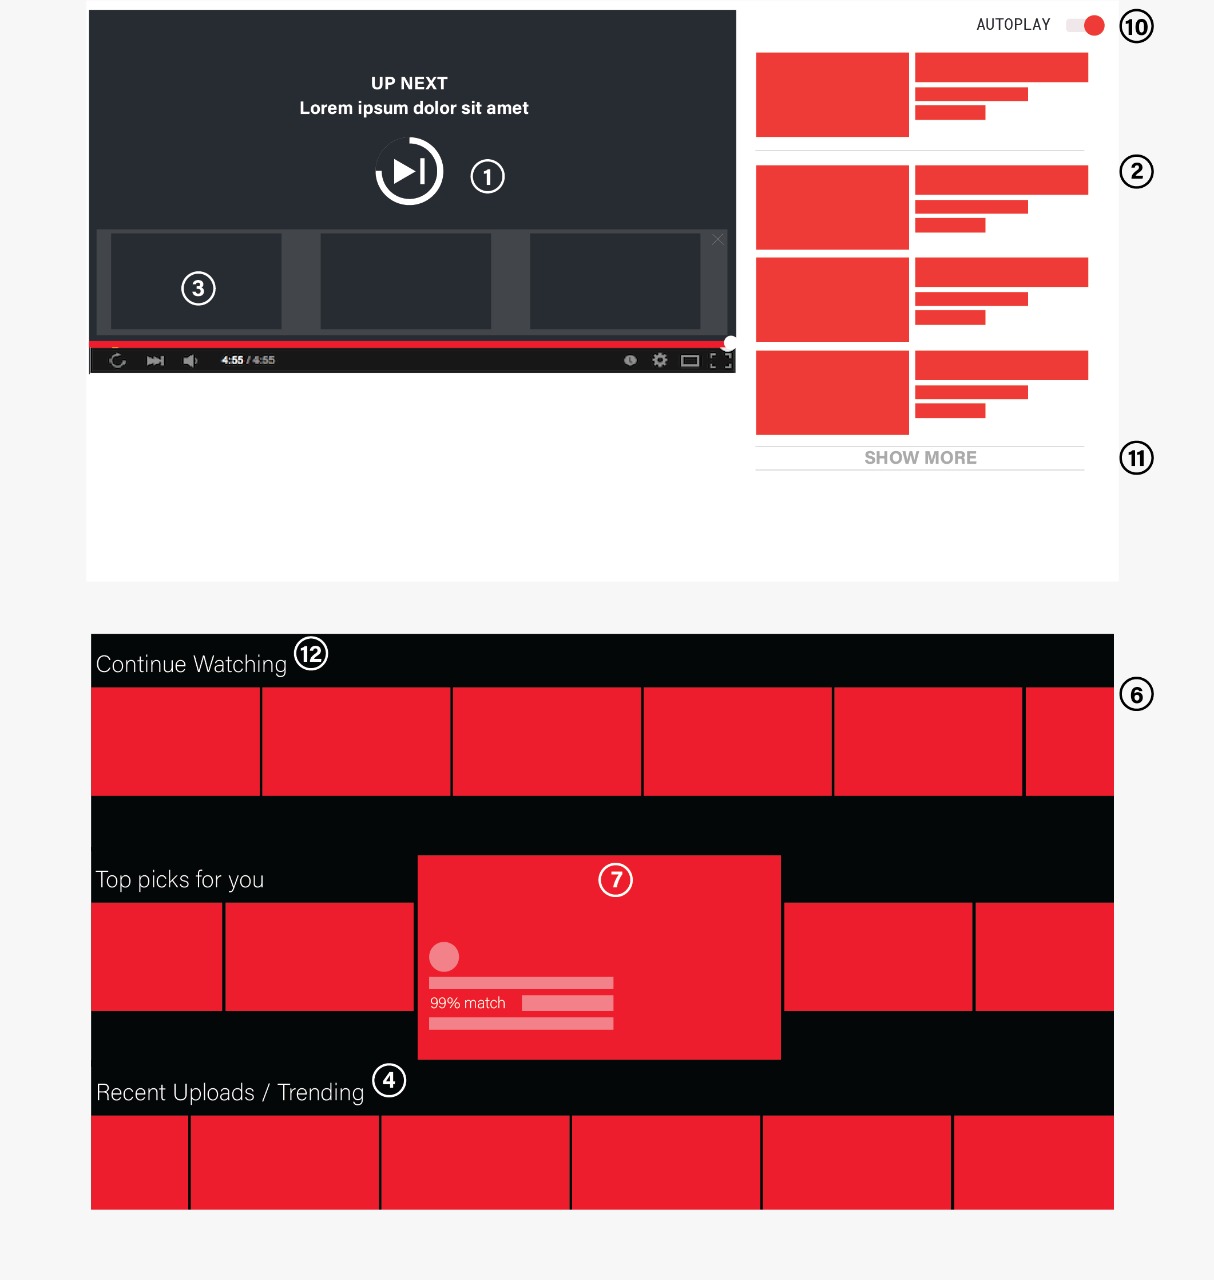 AUTOPLAY
10
UP NEXT
Lorem ipsum dolor sit amet
1
2
3
4:55 / 4:55
SHOW MORE
11
Continue Watching
12
6
Top picks for you
7
99% match
Recent Uploads / Trending
4